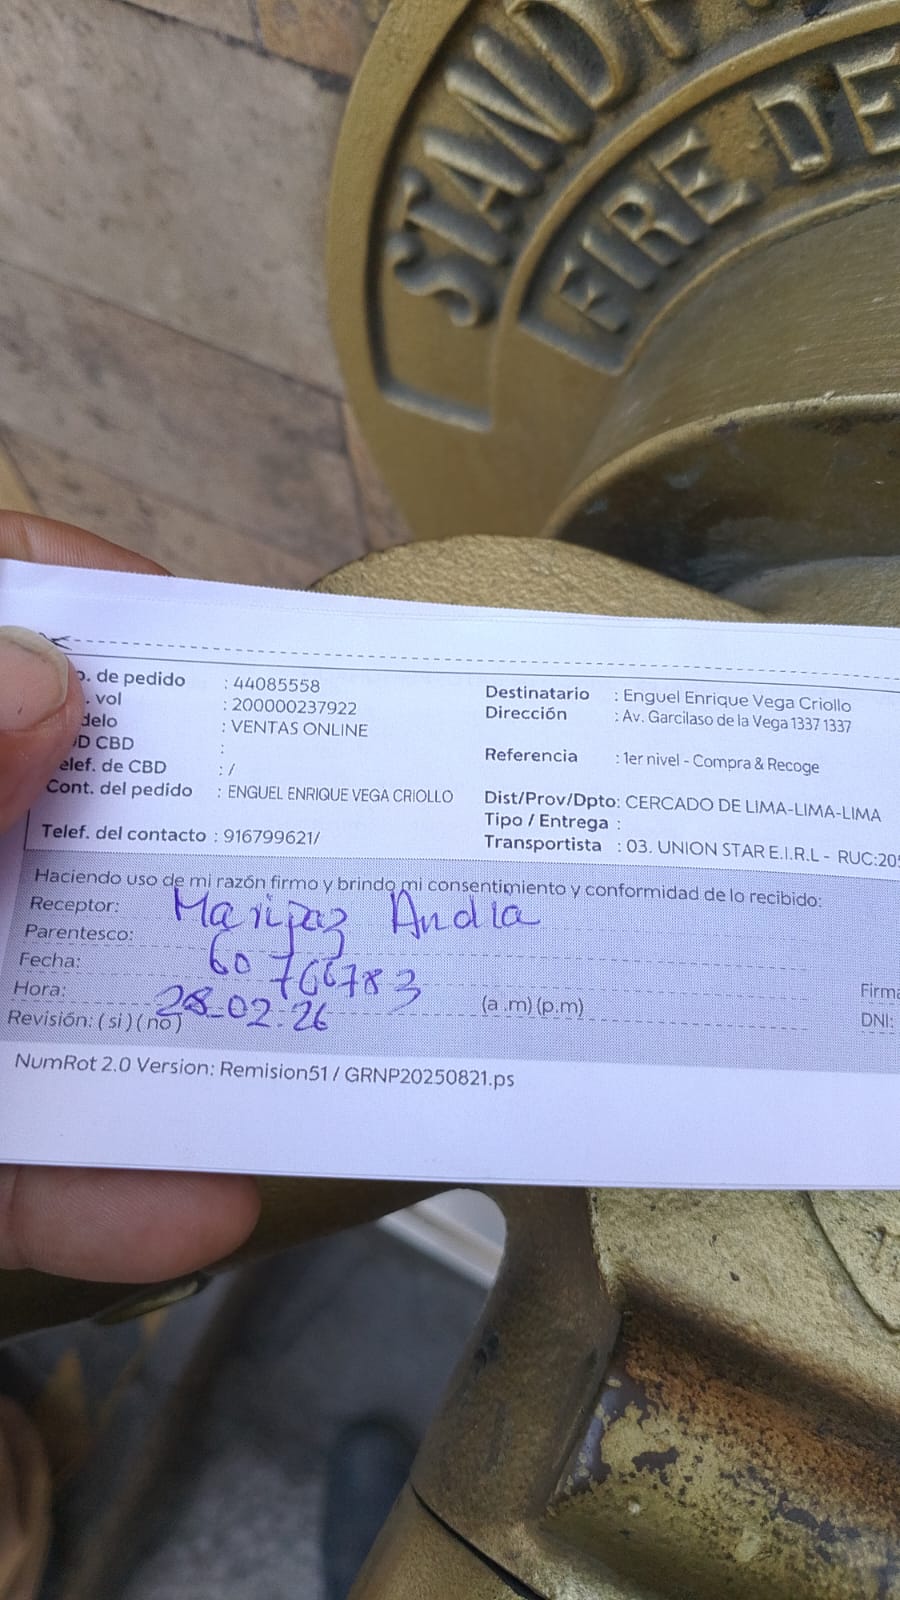 STAND
FIRE DE
. de pedido : 44085558
. vol : 200000237922
delo : VENTAS ONLINE
D CBD :
elef. de CBD : /
Cont. del pedido : ENGUEL ENRIQUE VEGA CRIOLLO
Telef. del contacto : 916799621/
Destinatario : Enguel Enrique Vega Criollo
Dirección : Av. Garcilaso de la Vega 1337 1337
Referencia : 1er nivel - Compra & Recoge
Dist/Prov/Dpto: CERCADO DE LIMA-LIMA-LIMA
Tipo / Entrega :
Transportista : 03. UNION STAR E.I.R.L - RUC:20
Haciendo uso de mi razón firmo y brindo mi consentimiento y conformidad de lo recibido:
Receptor: Maripaz Andia
Parentesco:
Fecha: 60766783
Hora: 28-02-26 (a .m) (p.m)
Revisión: ( si ) ( no )
Firma
DNI:
NumRot 2.0 Version: Remision51 / GRNP20250821.ps